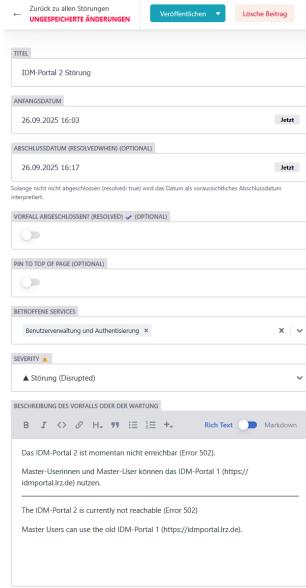 ← Zurück zu allen Störungen
UNGESPEICHERTE ÄNDERUNGEN
Veröffentlichen
Lösche Beitrag
TITEL
IDM-Portal 2 Störung
ANFANGSDATUM
26.09.2025 16:03
Jetzt
ABSCHLUSSDATUM (RESOLVEDWHEN) (OPTIONAL)
26.09.2025 16:17
Jetzt
Solange nicht nicht abgeschlossen (resolved: true) wird das Datum als voraussichtliches Abschlussdatum
interpretiert.
VORFALL ABGESCHLOSSEN? (RESOLVED) ✔ (OPTIONAL)
PIN TO TOP OF PAGE (OPTIONAL)
BETROFFENE SERVICES
Benutzerverwaltung und Authentisierung ×
×
SEVERITY ⚠
▲ Störung (Disrupted)
BESCHREIBUNG DES VORFALLS ODER DER WARTUNG
B I <> H. +. Rich Text Markdown
Das IDM-Portal 2 ist momentan nicht erreichbar (Error 502).
Master-Userinnen und Master-User können das IDM-Portal 1 (https://
idmportal.lrz.de) nutzen.
The IDM-Portal 2 is currently not reachable (Error 502)
Master Users can use the old IDM-Portal 1 (https://idmportal.lrz.de).